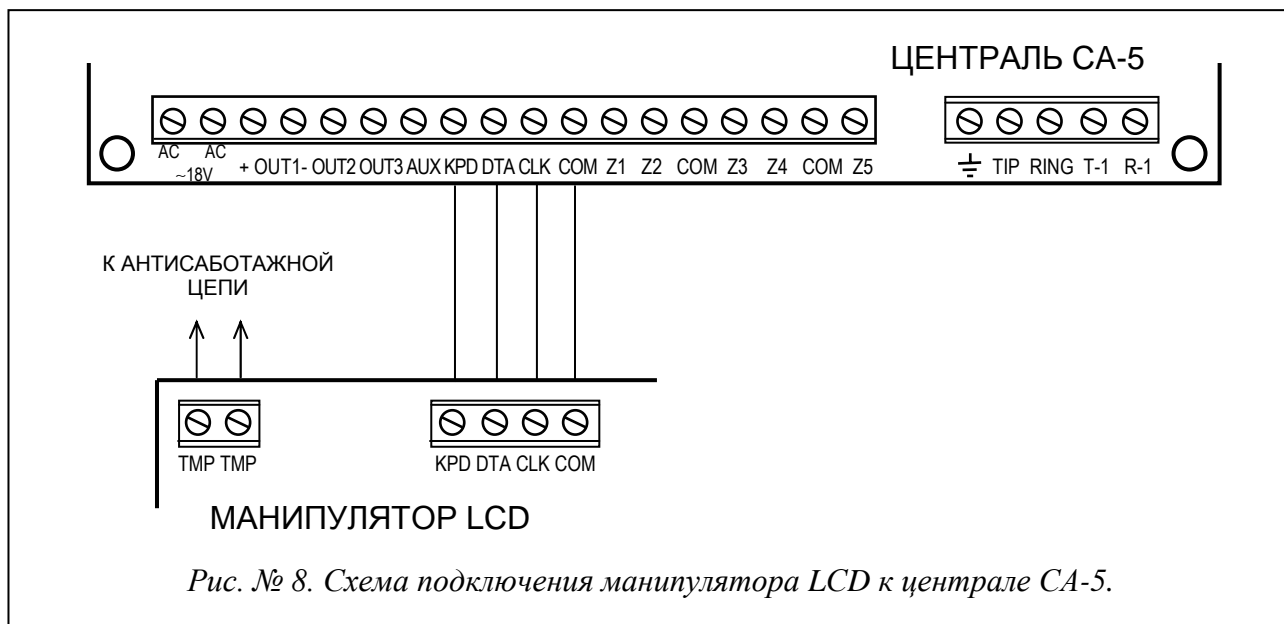 ЦЕНТРАЛЬ CA-5
AC AC
~18V
+ OUT1- OUT2 OUT3 AUX KPD DTA CLK COM Z1 Z2 COM Z3 Z4 COM Z5
TIP RING T-1 R-1
К АНТИСАБОТАЖНОЙ
ЦЕПИ
TMP TMP
KPD DTA CLK COM
МАНИПУЛЯТОР LCD
Рис. № 8. Схема подключения манипулятора LCD к централе CA-5.